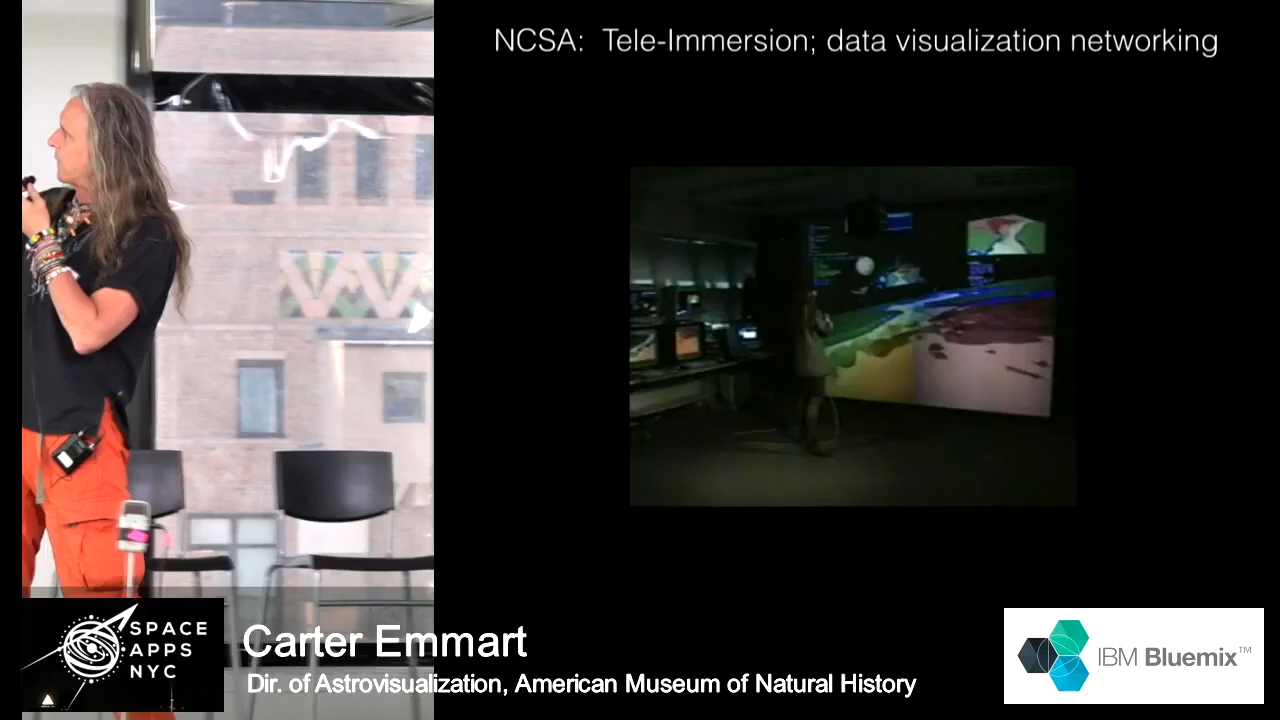 NCSA: Tele-Immersion; data visualization networking
SPACE
APPS
NYC
Carter Emmart
Dir. of Astrovisualization, American Museum of Natural History
IBM Bluemix™